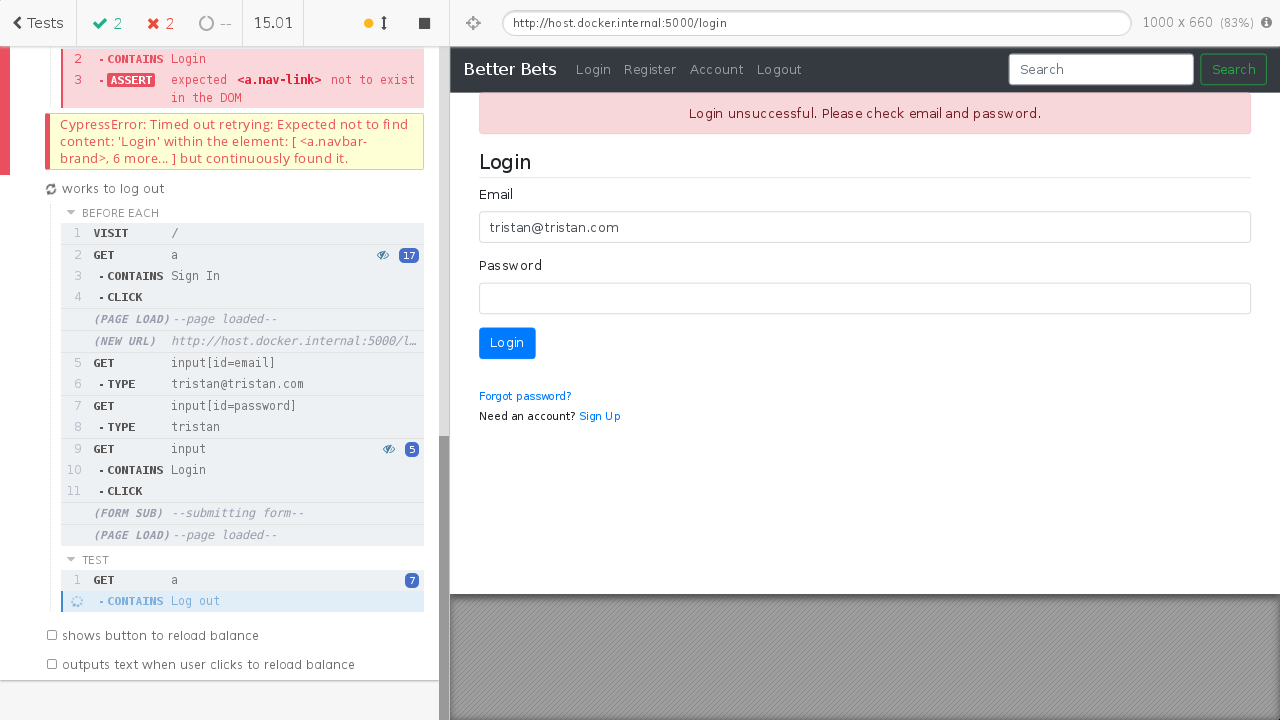 Tests 2 2 -- 15.01
2 - CONTAINS Login
3 - ASSERT expected <a.nav-link> not to exist
in the DOM
CypressError: Timed out retrying: Expected not to find
content: 'Login' within the element: [ <a.navbar-
brand>, 6 more... ] but continuously found it.
works to log out
BEFORE EACH
1 VISIT /
2 GET a 17
3 - CONTAINS Sign In
4 - CLICK
(PAGE LOAD) --page loaded--
(NEW URL) http://host.docker.internal:5000/l…
5 GET input[id=email]
6 - TYPE tristan@tristan.com
7 GET input[id=password]
8 - TYPE tristan
9 GET input 5
10 - CONTAINS Login
11 - CLICK
(FORM SUB) --submitting form--
(PAGE LOAD) --page loaded--
TEST
1 GET a 7
- CONTAINS Log out
shows button to reload balance
outputs text when user clicks to reload balance
http://host.docker.internal:5000/login 1000 x 660 (83%)
Better Bets Login Register Account Logout Search Search
Login unsuccessful. Please check email and password.
Login
Email
tristan@tristan.com
Password
Login
Forgot password?
Need an account? Sign Up